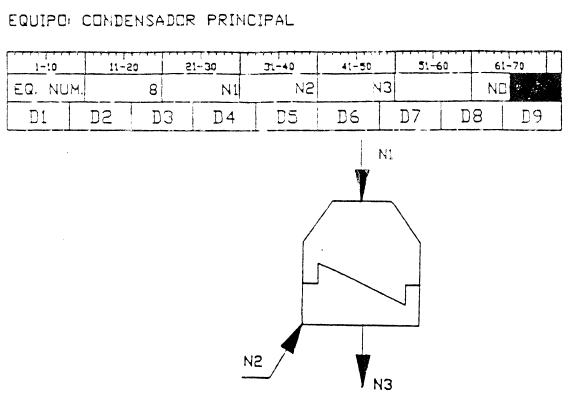 EQUIPO: CONDENSADOR PRINCIPAL
1-10 11-20 21-30 31-40 41-50 51-60 61-70
EQ. NUM. 8 N1 N2 N3 ND
D1 D2 D3 D4 D5 D6 D7 D8 D9
N1
N2
N3